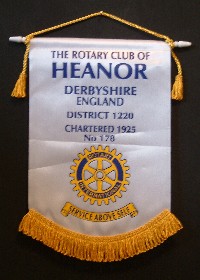 THE ROTARY CLUB OF
HEANOR
DERBYSHIRE
ENGLAND
DISTRICT 1220
CHARTERED 1925
No 178
ROTARY
INTERNATIONAL
SERVICE ABOVE SELF